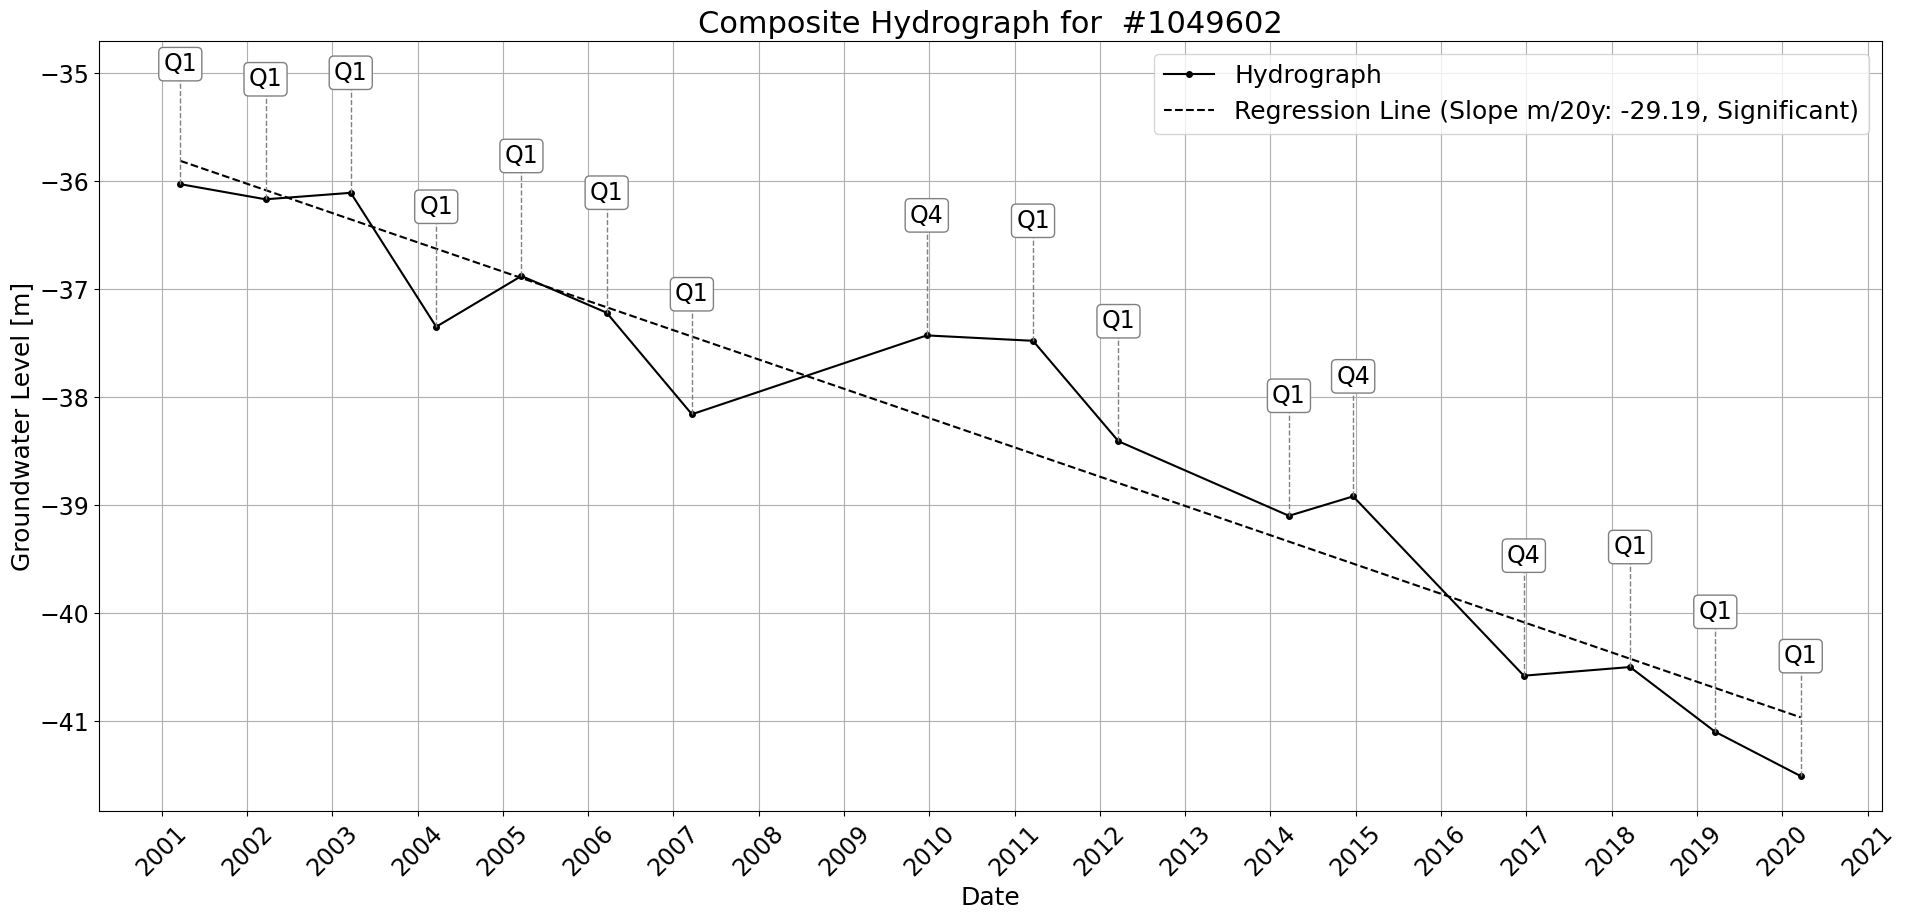 Composite Hydrograph for  #1049602
Hydrograph
Regression Line (Slope m/20y: -29.19, Significant)
Q1
Q1
Q1
Q1
Q1
Q1
Q1
Q4
Q1
Q1
Q1
Q4
Q4
Q1
Q1
Q1
Groundwater Level [m]
−35
−36
−37
−38
−39
−40
−41
2001
2002
2003
2004
2005
2006
2007
2008
2009
2010
2011
2012
2013
2014
2015
2016
2017
2018
2019
2020
2021
Date